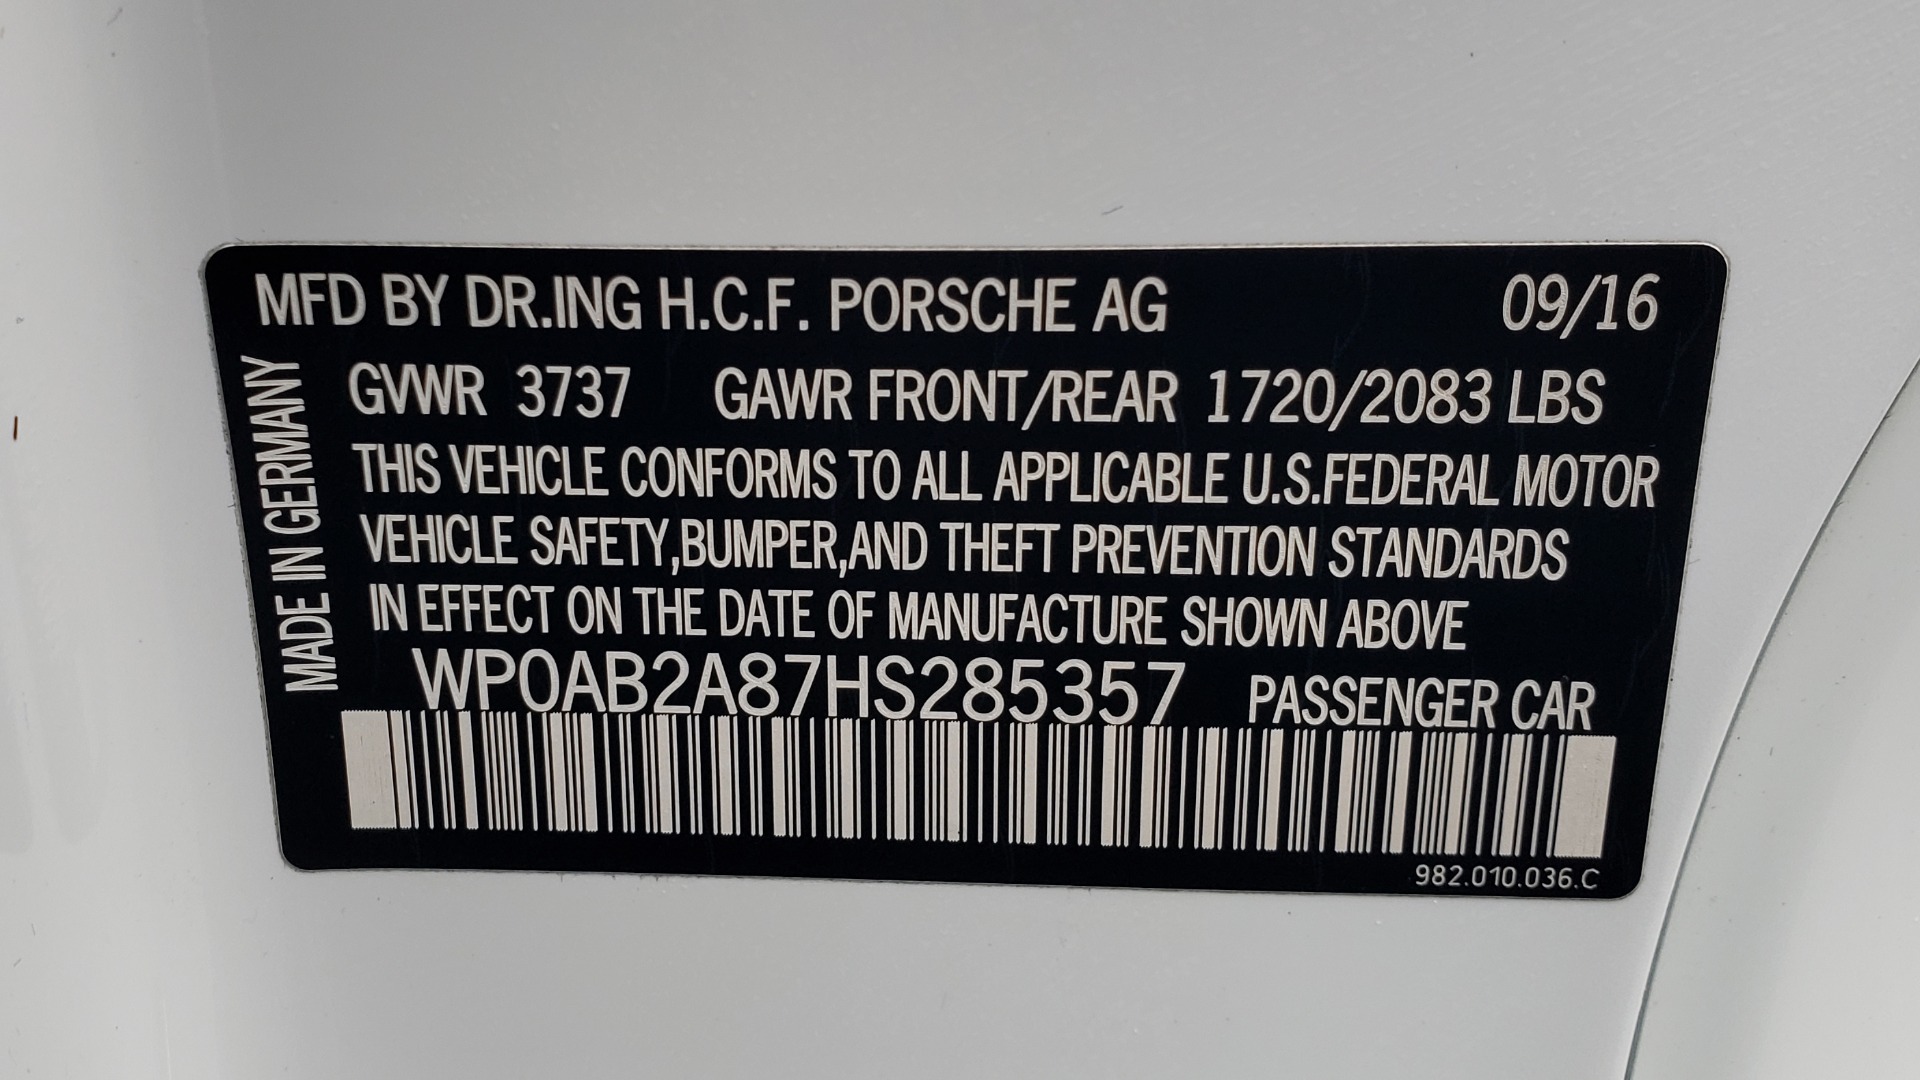 MFD BY DR.ING H.C.F. PORSCHE AG 09/16
GVWR 3737 GAWR FRONT/REAR 1720/2083 LBS
THIS VEHICLE CONFORMS TO ALL APPLICABLE U.S.FEDERAL MOTOR
VEHICLE SAFETY,BUMPER,AND THEFT PREVENTION STANDARDS
IN EFFECT ON THE DATE OF MANUFACTURE SHOWN ABOVE
WP0AB2A87HS285357 PASSENGER CAR
982.010.036.C
MADE IN GERMANY